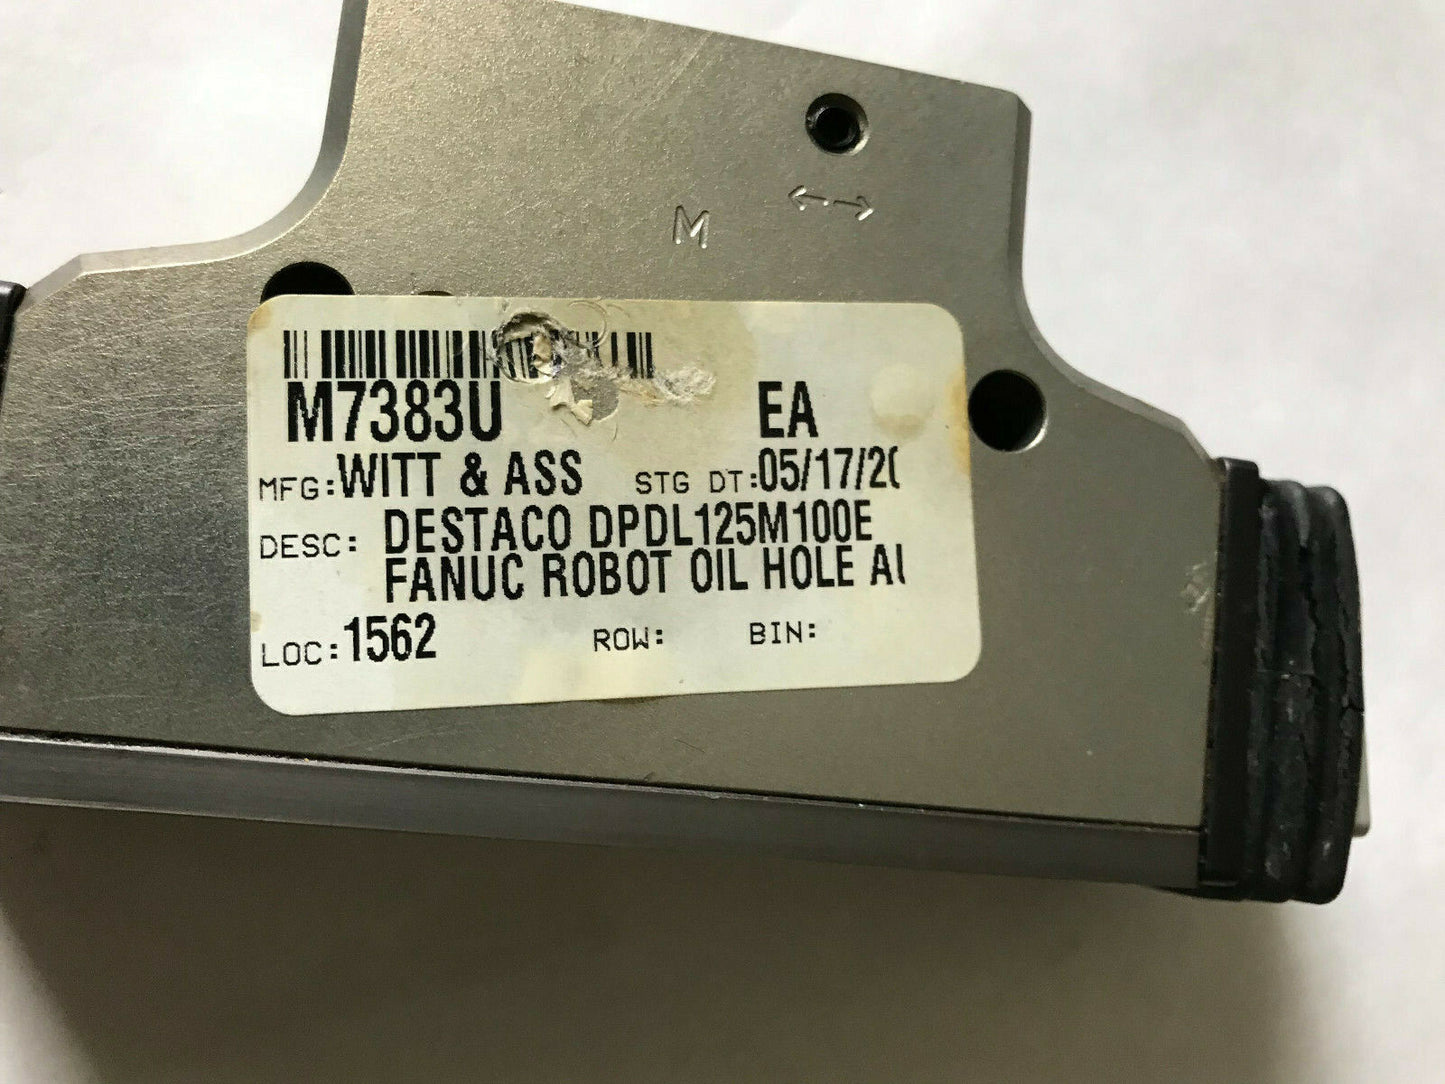 M
M7383U EA
MFG: WITT & ASS STG DT: 05/17/2
DESC: DESTACO DPDL125M100E
FANUC ROBOT OIL HOLE
LOC: 1562 ROW: BIN: